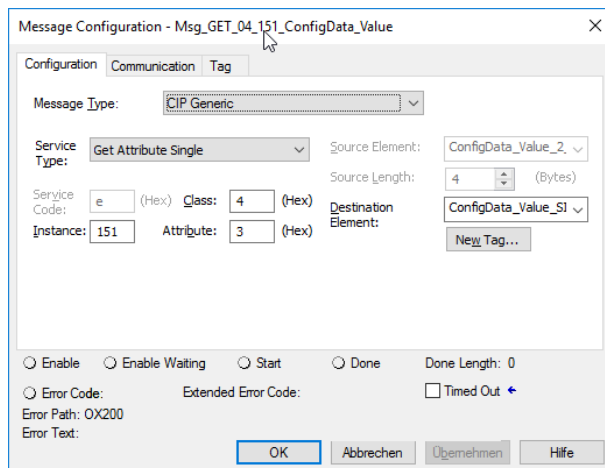 Message Configuration - Msg_GET_04_151_ConfigData_Value
Configuration Communication Tag
Message Type: CIP Generic
Service Type: Get Attribute Single
Source Element: ConfigData_Value_2_
Source Length: 4 (Bytes)
Service Code: e (Hex) Class: 4 (Hex)
Destination Element: ConfigData_Value_SI
Instance: 151 Attribute: 3 (Hex)
New Tag...
Enable Enable Waiting Start Done Done Length: 0
Error Code: Extended Error Code: Timed Out
Error Path: OX200
Error Text:
OK Abbrechen Übernehmen Hilfe